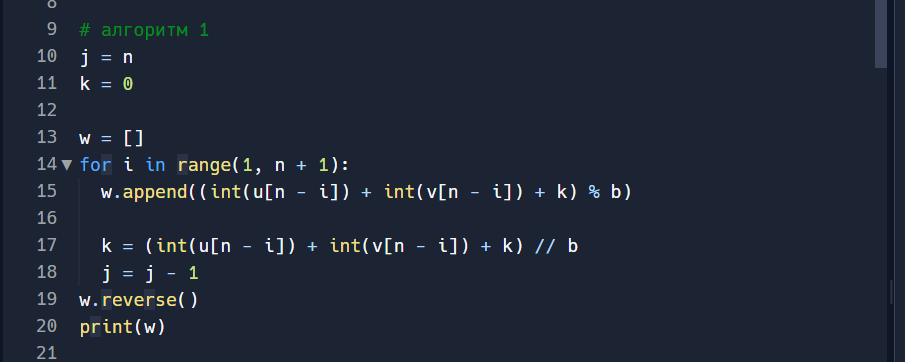 8
9 # алгоритм 1
10 j = n
11 k = 0
12
13 w = []
14 for i in range(1, n + 1):
15 w.append((int(u[n - i]) + int(v[n - i]) + k) % b)
16
17 k = (int(u[n - i]) + int(v[n - i]) + k) // b
18 j = j - 1
19 w.reverse()
20 print(w)
21